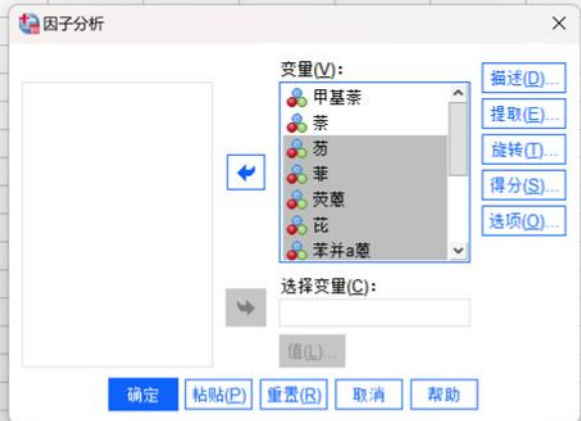 因子分析
变量(V):
甲基萘
萘
芴
菲
荧蒽
芘
苯并a蒽
描述(D)...
提取(E)...
旋转(T)...
得分(S)...
选项(O)...
选择变量(C):
值(L)...
确定 粘贴(P) 重置(R) 取消 帮助